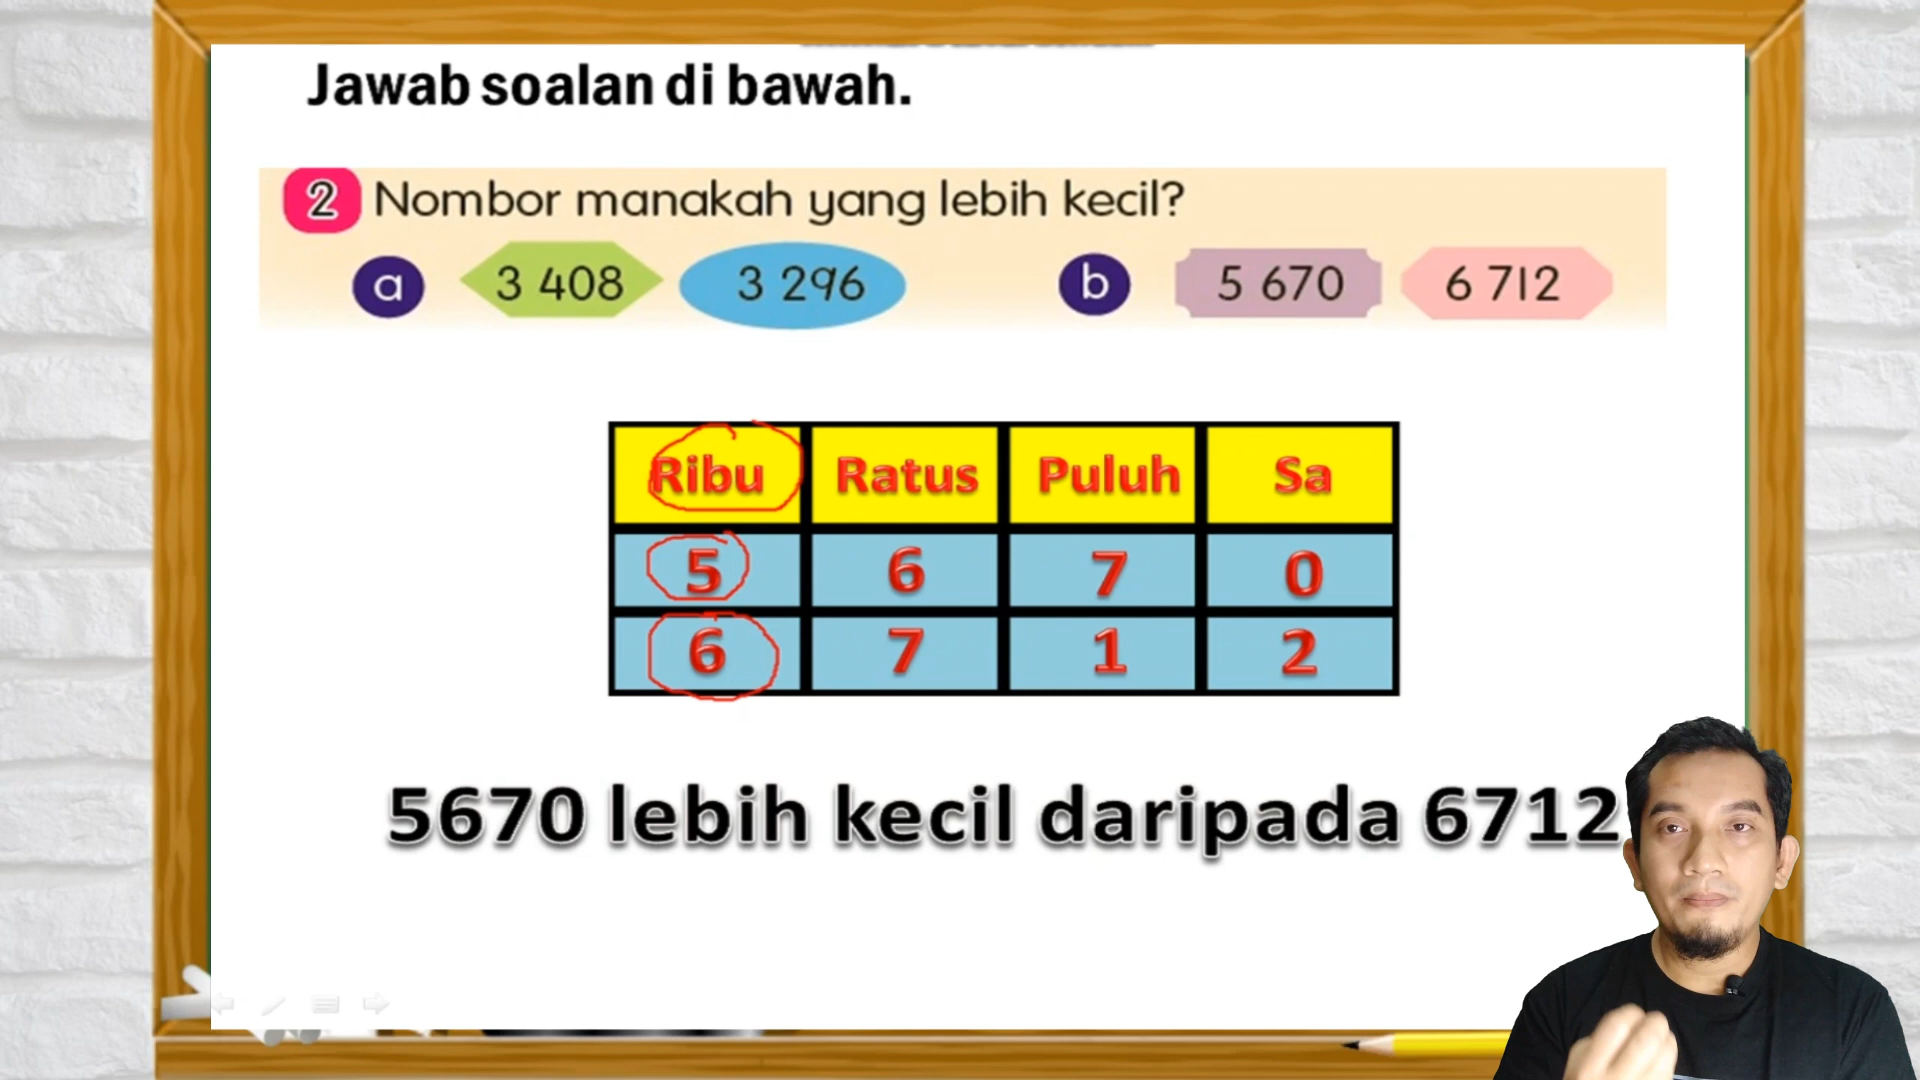 Jawab soalan di bawah.
2 Nombor manakah yang lebih kecil?
a 3 408 3 296 b 5 670 6 712
Ribu Ratus Puluh Sa
5 6 7 0
6 7 1 2
5670 lebih kecil daripada 6712